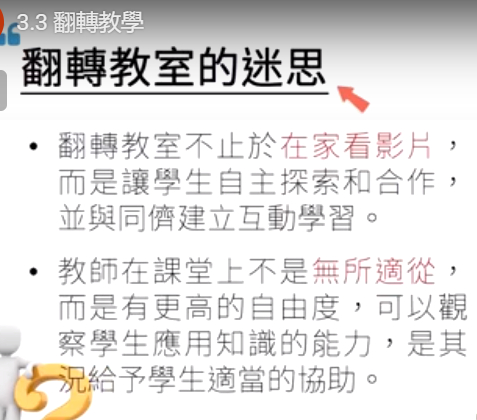 3.3 翻轉教學
翻轉教室的迷思
• 翻轉教室不止於在家看影片，
而是讓學生自主探索和合作，
並與同儕建立互動學習。
• 教師在課堂上不是無所適從，
而是有更高的自由度，可以觀
察學生應用知識的能力，是其
況給予學生適當的協助。